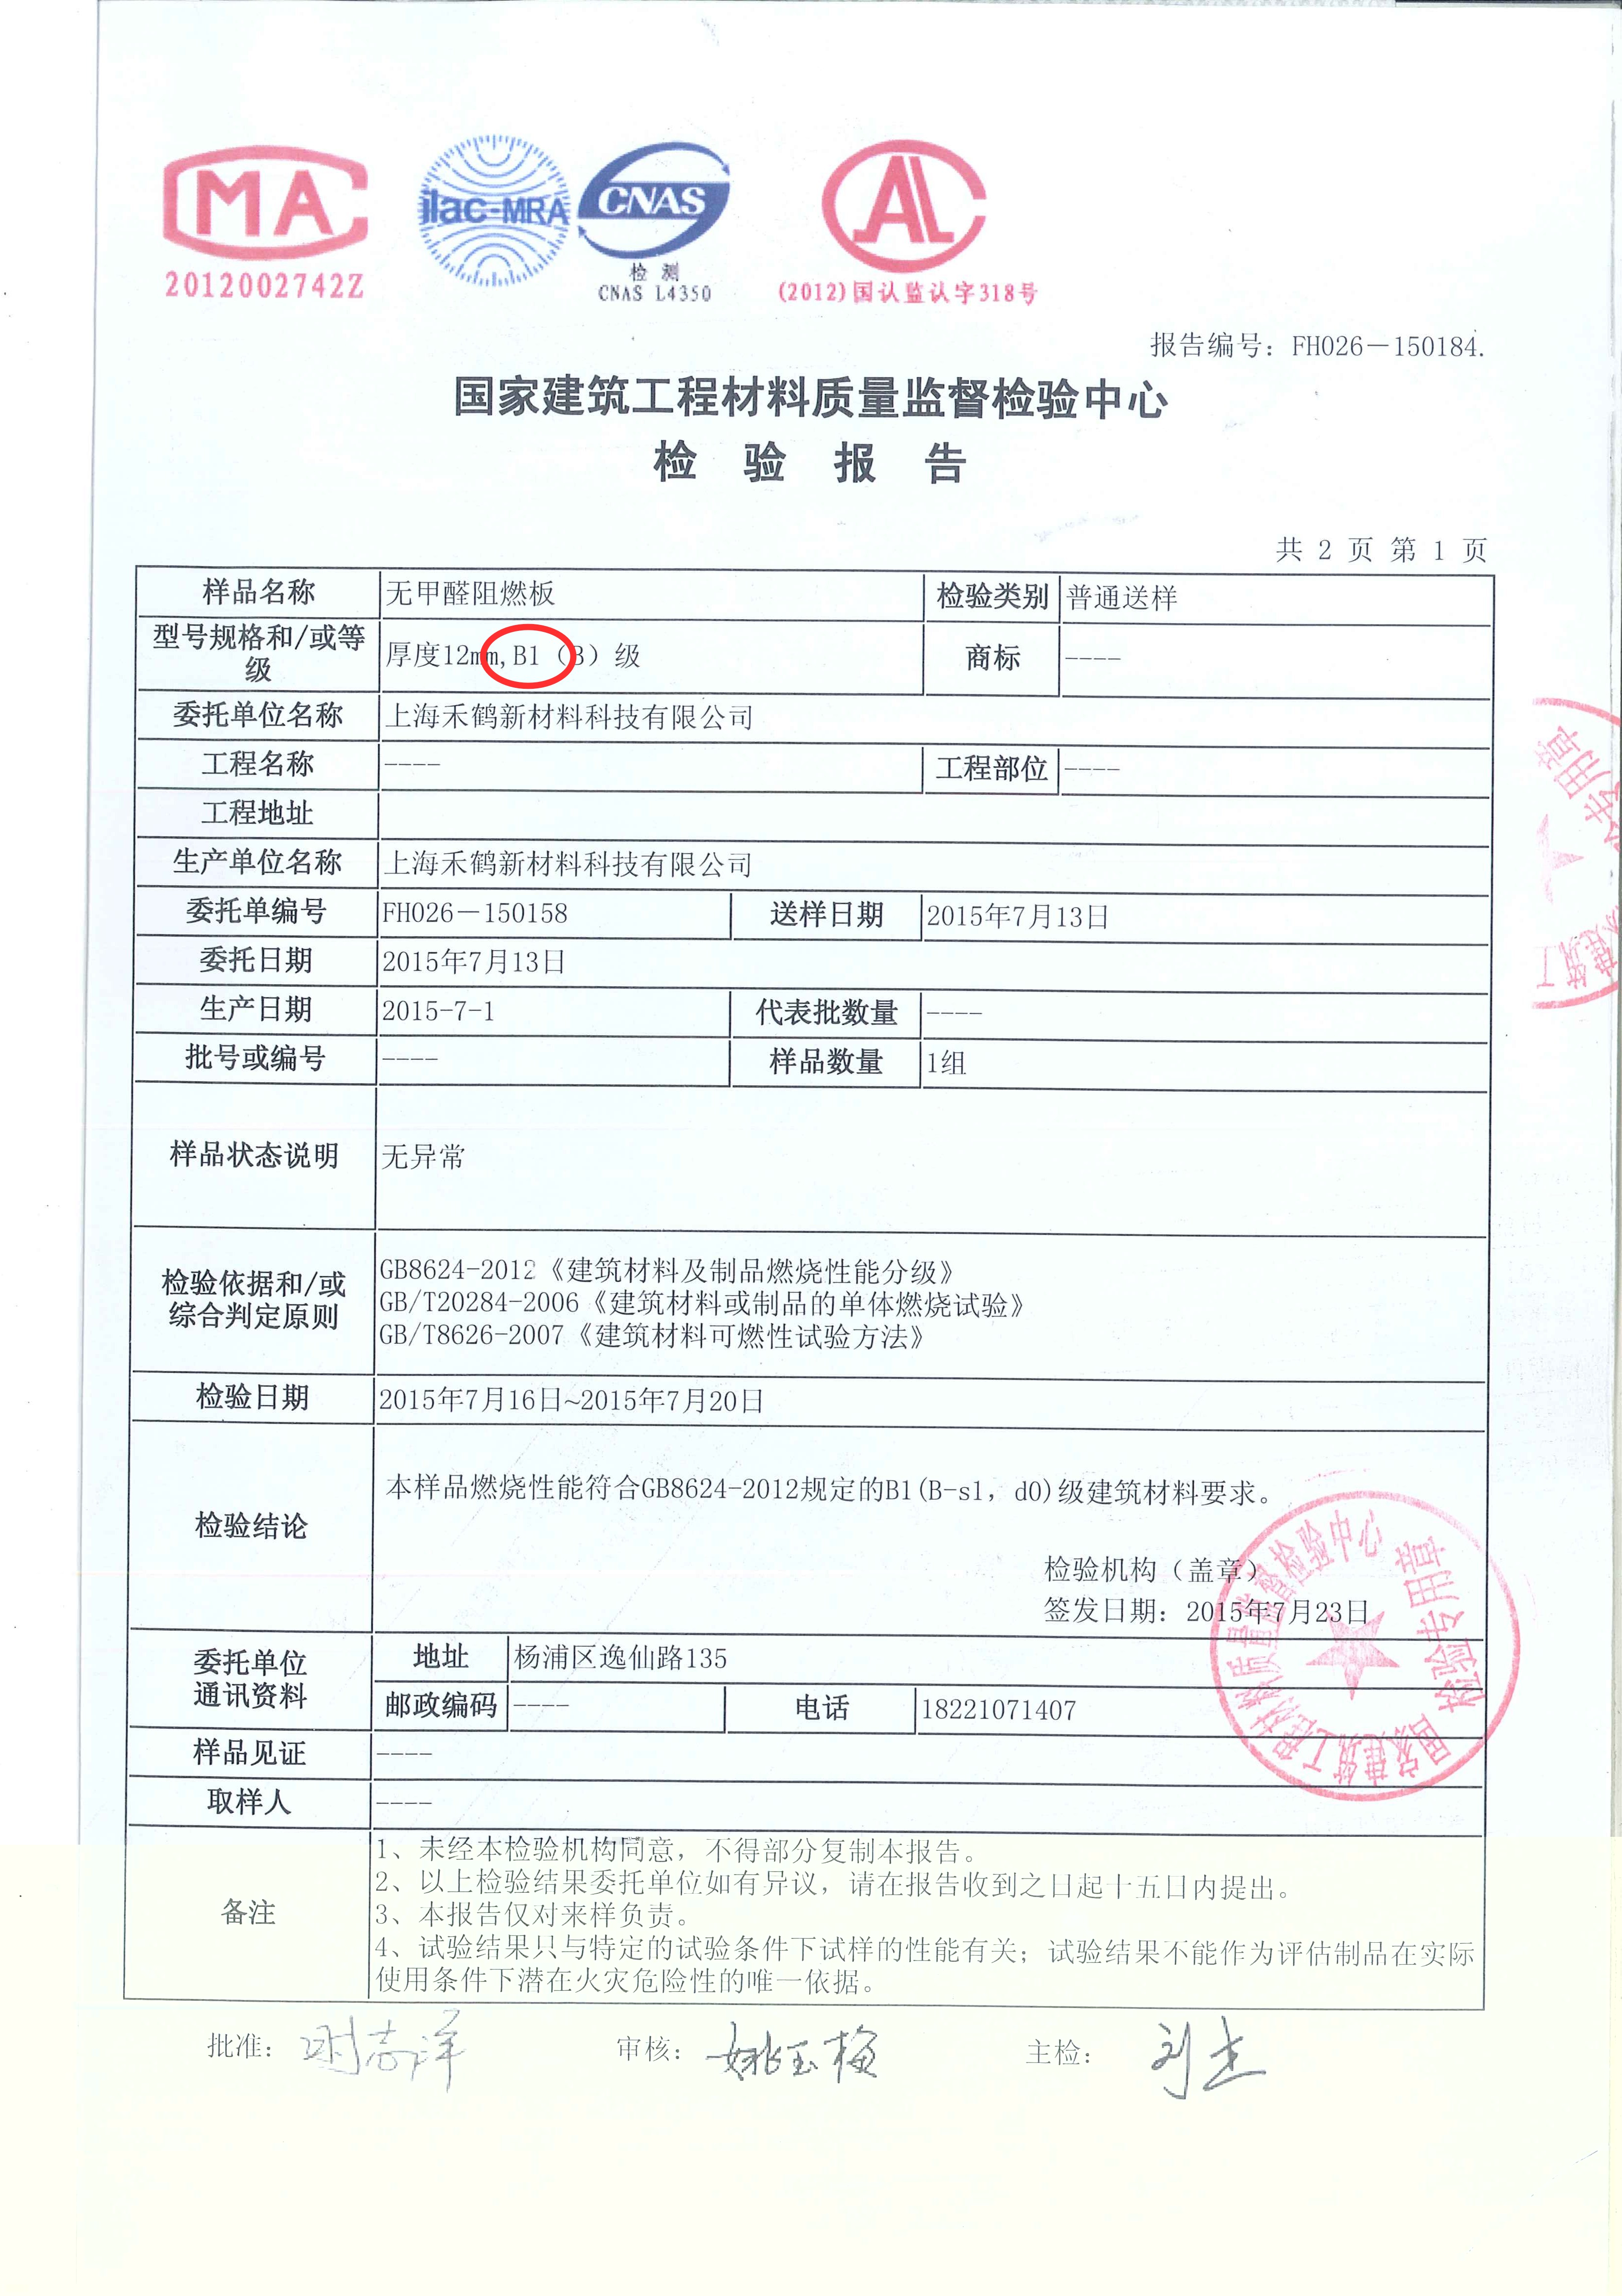 MA
2012002742Z
ilac-MRA
CNAS
检 测
CNAS L4350
AL
(2012)国认监认字318号
报告编号：FH026－150184.
国家建筑工程材料质量监督检验中心
检 验 报 告
共 2 页 第 1 页
样品名称 无甲醛阻燃板 检验类别 普通送样
型号规格和/或等级 厚度12mm,B1（B）级 商标 ----
委托单位名称 上海禾鹤新材料科技有限公司
工程名称 ---- 工程部位 ----
工程地址
生产单位名称 上海禾鹤新材料科技有限公司
委托单编号 FH026－150158 送样日期 2015年7月13日
委托日期 2015年7月13日
生产日期 2015-7-1 代表批数量 ----
批号或编号 ---- 样品数量 1组
样品状态说明 无异常
检验依据和/或
综合判定原则
GB8624-2012《建筑材料及制品燃烧性能分级》
GB/T20284-2006《建筑材料或制品的单体燃烧试验》
GB/T8626-2007《建筑材料可燃性试验方法》
检验日期 2015年7月16日~2015年7月20日
检验结论
本样品燃烧性能符合GB8624-2012规定的B1(B-s1, d0)级建筑材料要求。
检验机构（盖章）
签发日期：2015年7月23日
国家建筑工程材料质量监督检验中心
检验专用章
委托单位
通讯资料
地址 杨浦区逸仙路135
邮政编码 ---- 电话 18221071407
样品见证 ----
取样人 ----
备注
1、未经本检验机构同意，不得部分复制本报告。
2、以上检验结果委托单位如有异议，请在报告收到之日起十五日内提出。
3、本报告仅对来样负责。
4、试验结果只与特定的试验条件下试样的性能有关；试验结果不能作为评估制品在实际
使用条件下潜在火灾危险性的唯一依据。
批准： 审核：姚玉梅 主检：刘杰